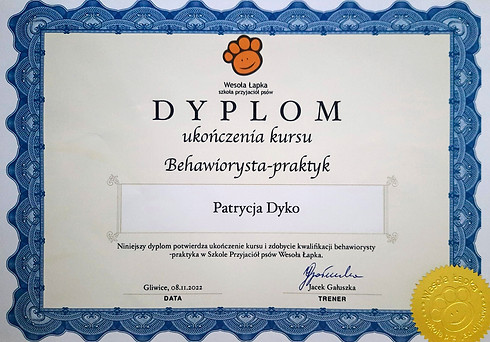 Wesoła Łapka
szkoła przyjaciół psów
DYPLOM
ukończenia kursu
Behawiorysta-praktyk
Patrycja Dyko
Niniejszy dyplom potwierdza ukończenie kursu i zdobycie kwalifikacji behawiorysty
-praktyka w Szkole Przyjaciół psów Wesoła Łapka.
Gliwice, 08.11.2022
Jacek Gałuszka
DATA
TRENER